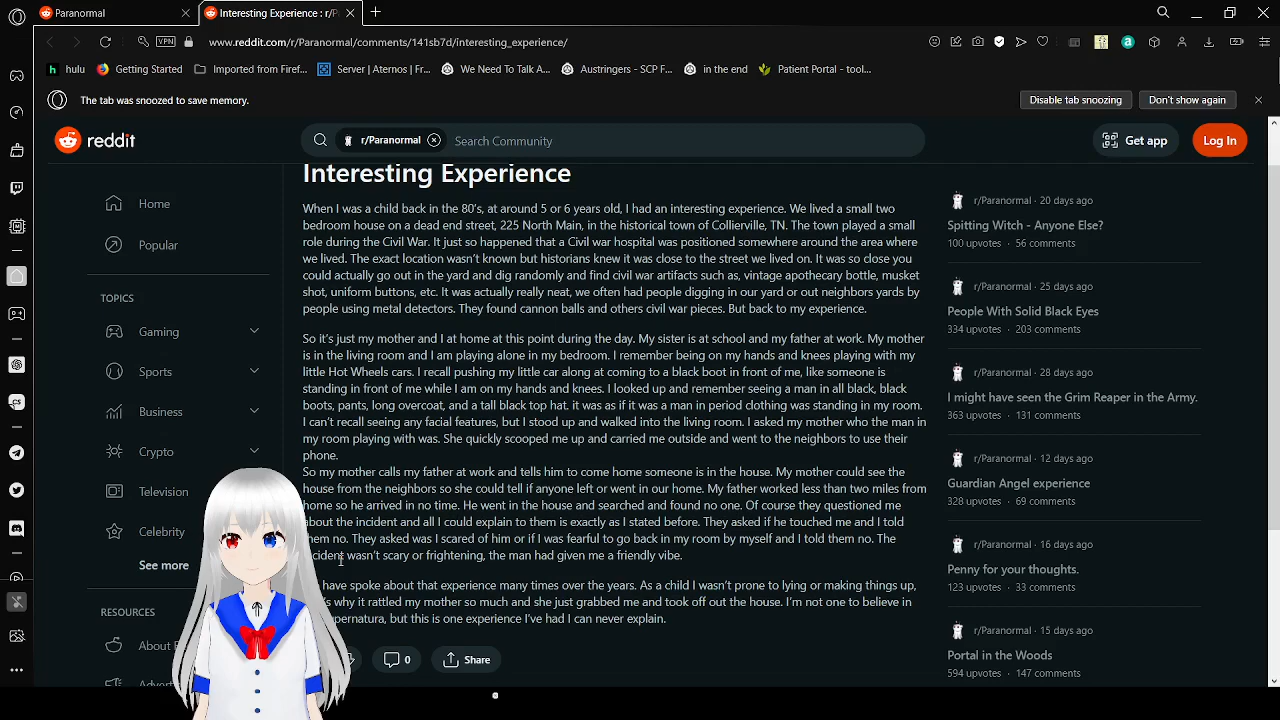 Paranormal
Interesting Experience : r/P
VPN
www.reddit.com/r/Paranormal/comments/141sb7d/interesting_experience/
hulu
Getting Started
Imported from Firef...
Server | Aternos | Fr...
We Need To Talk A...
Austringers - SCP F...
in the end
Patient Portal - tool...
The tab was snoozed to save memory.
Disable tab snoozing
Don't show again
reddit
r/Paranormal
Search Community
Get app
Log In
Home
Popular
TOPICS
Gaming
Sports
Business
Crypto
Television
Celebrity
See more
RESOURCES
About
Interesting Experience
When I was a child back in the 80's, at around 5 or 6 years old, I had an interesting experience. We lived a small two
bedroom house on a dead end street, 225 North Main, in the historical town of Collierville, TN. The town played a small
role during the Civil War. It just so happened that a Civil war hospital was positioned somewhere around the area where
we lived. The exact location wasn't known but historians knew it was close to the street we lived on. It was so close you
could actually go out in the yard and dig randomly and find civil war artifacts such as, vintage apothecary bottle, musket
shot, uniform buttons, etc. It was actually really neat, we often had people digging in our yard or out neighbors yards by
people using metal detectors. They found cannon balls and others civil war pieces. But back to my experience.
So it's just my mother and I at home at this point during the day. My sister is at school and my father at work. My mother
is in the living room and I am playing alone in my bedroom. I remember being on my hands and knees playing with my
little Hot Wheels cars. I recall pushing my little car along at coming to a black boot in front of me, like someone is
standing in front of me while I am on my hands and knees. I looked up and remember seeing a man in all black, black
boots, pants, long overcoat, and a tall black top hat. it was as if it was a man in period clothing was standing in my room.
I can't recall seeing any facial features, but I stood up and walked into the living room. I asked my mother who the man in
my room playing with was. She quickly scooped me up and carried me outside and went to the neighbors to use their
phone.
So my mother calls my father at work and tells him to come home someone is in the house. My mother could see the
house from the neighbors so she could tell if anyone left or went in our home. My father worked less than two miles from
home so he arrived in no time. He went in the house and searched and found no one. Of course they questioned me
about the incident and all I could explain to them is exactly as I stated before. They asked if he touched me and I told
them no. They asked was I scared of him or if I was fearful to go back in my room by myself and I told them no. The
incident wasn't scary or frightening, the man had given me a friendly vibe.
have spoke about that experience many times over the years. As a child I wasn't prone to lying or making things up,
why it rattled my mother so much and she just grabbed me and took off out the house. I'm not one to believe in
but this is one experience I've had I can never explain.
0
Share
r/Paranormal · 20 days ago
Spitting Witch - Anyone Else?
100 upvotes · 56 comments
r/Paranormal · 25 days ago
People With Solid Black Eyes
334 upvotes · 203 comments
r/Paranormal · 28 days ago
I might have seen the Grim Reaper in the Army.
363 upvotes · 131 comments
r/Paranormal · 12 days ago
Guardian Angel experience
328 upvotes · 69 comments
r/Paranormal · 16 days ago
Penny for your thoughts.
123 upvotes · 33 comments
r/Paranormal · 15 days ago
Portal in the Woods
594 upvotes · 147 comments